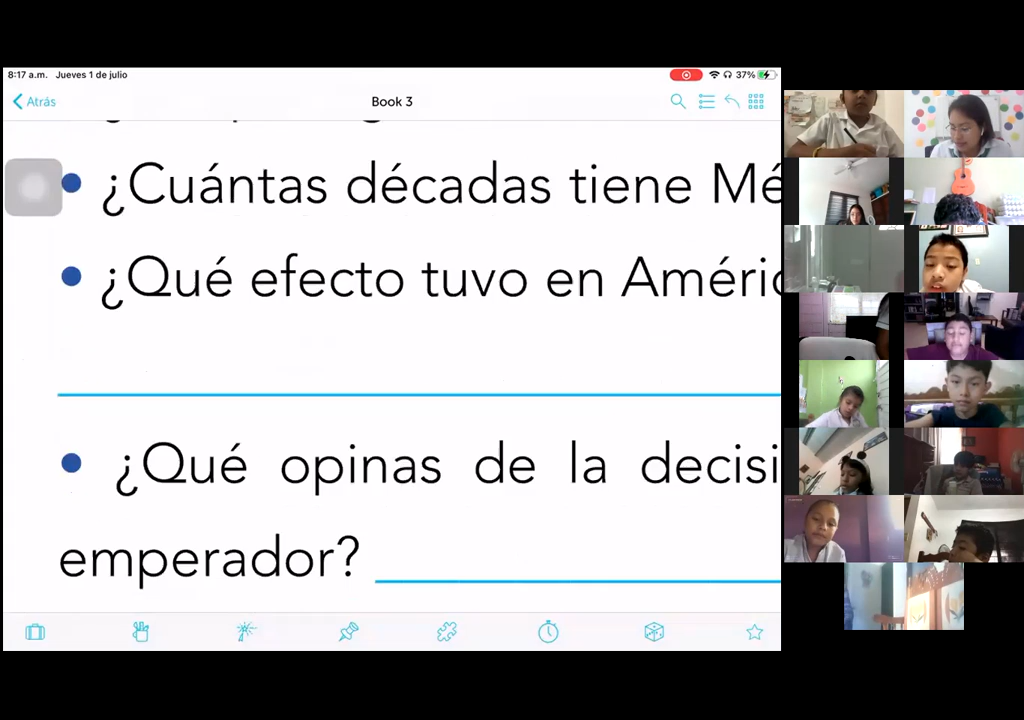 8:17 a.m. Jueves 1 de julio
37%
Atrás
Book 3
• ¿Cuántas décadas tiene Mé
• ¿Qué efecto tuvo en Améric
• ¿Qué opinas de la decisi
emperador?